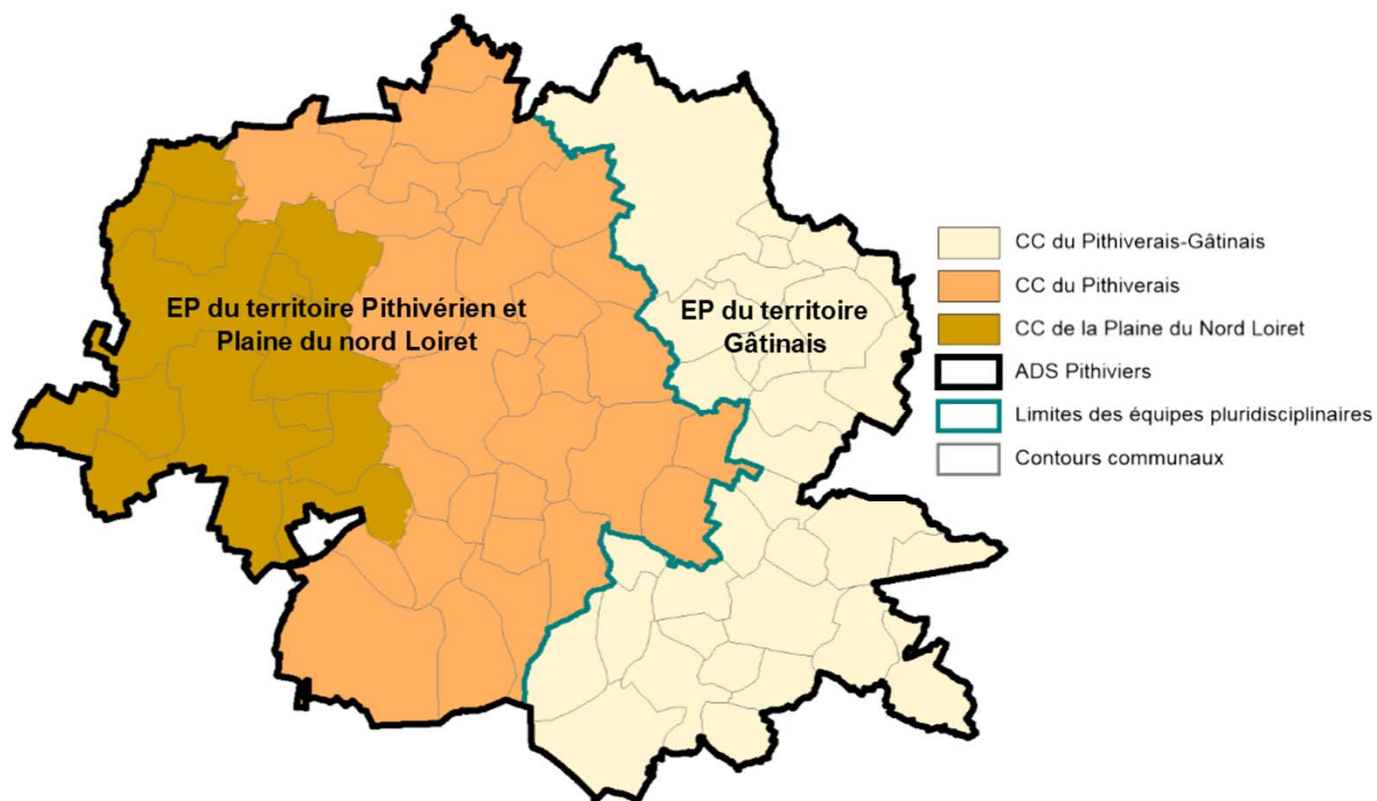 EP du territoire Pithivérien et
Plaine du nord Loiret
EP du territoire
Gâtinais
CC du Pithiverais-Gâtinais
CC du Pithiverais
CC de la Plaine du Nord Loiret
ADS Pithiviers
Limites des équipes pluridisciplinaires
Contours communaux